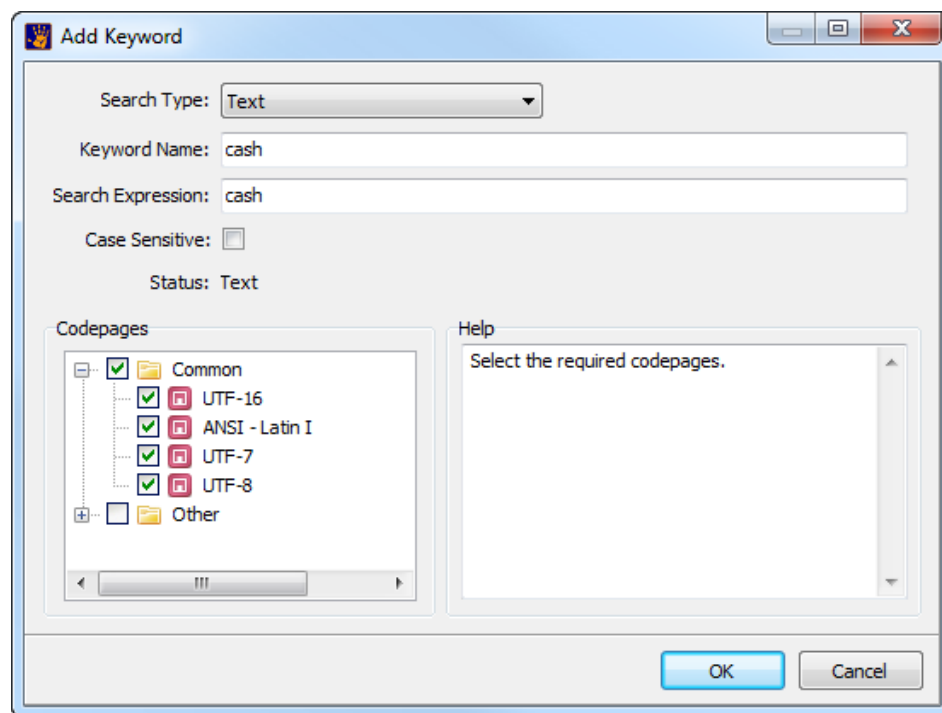 Add Keyword
Search Type: Text
Keyword Name: cash
Search Expression: cash
Case Sensitive:
Status: Text
Codepages
Common
UTF-16
ANSI - Latin I
UTF-7
UTF-8
Other
Help
Select the required codepages.
OK Cancel